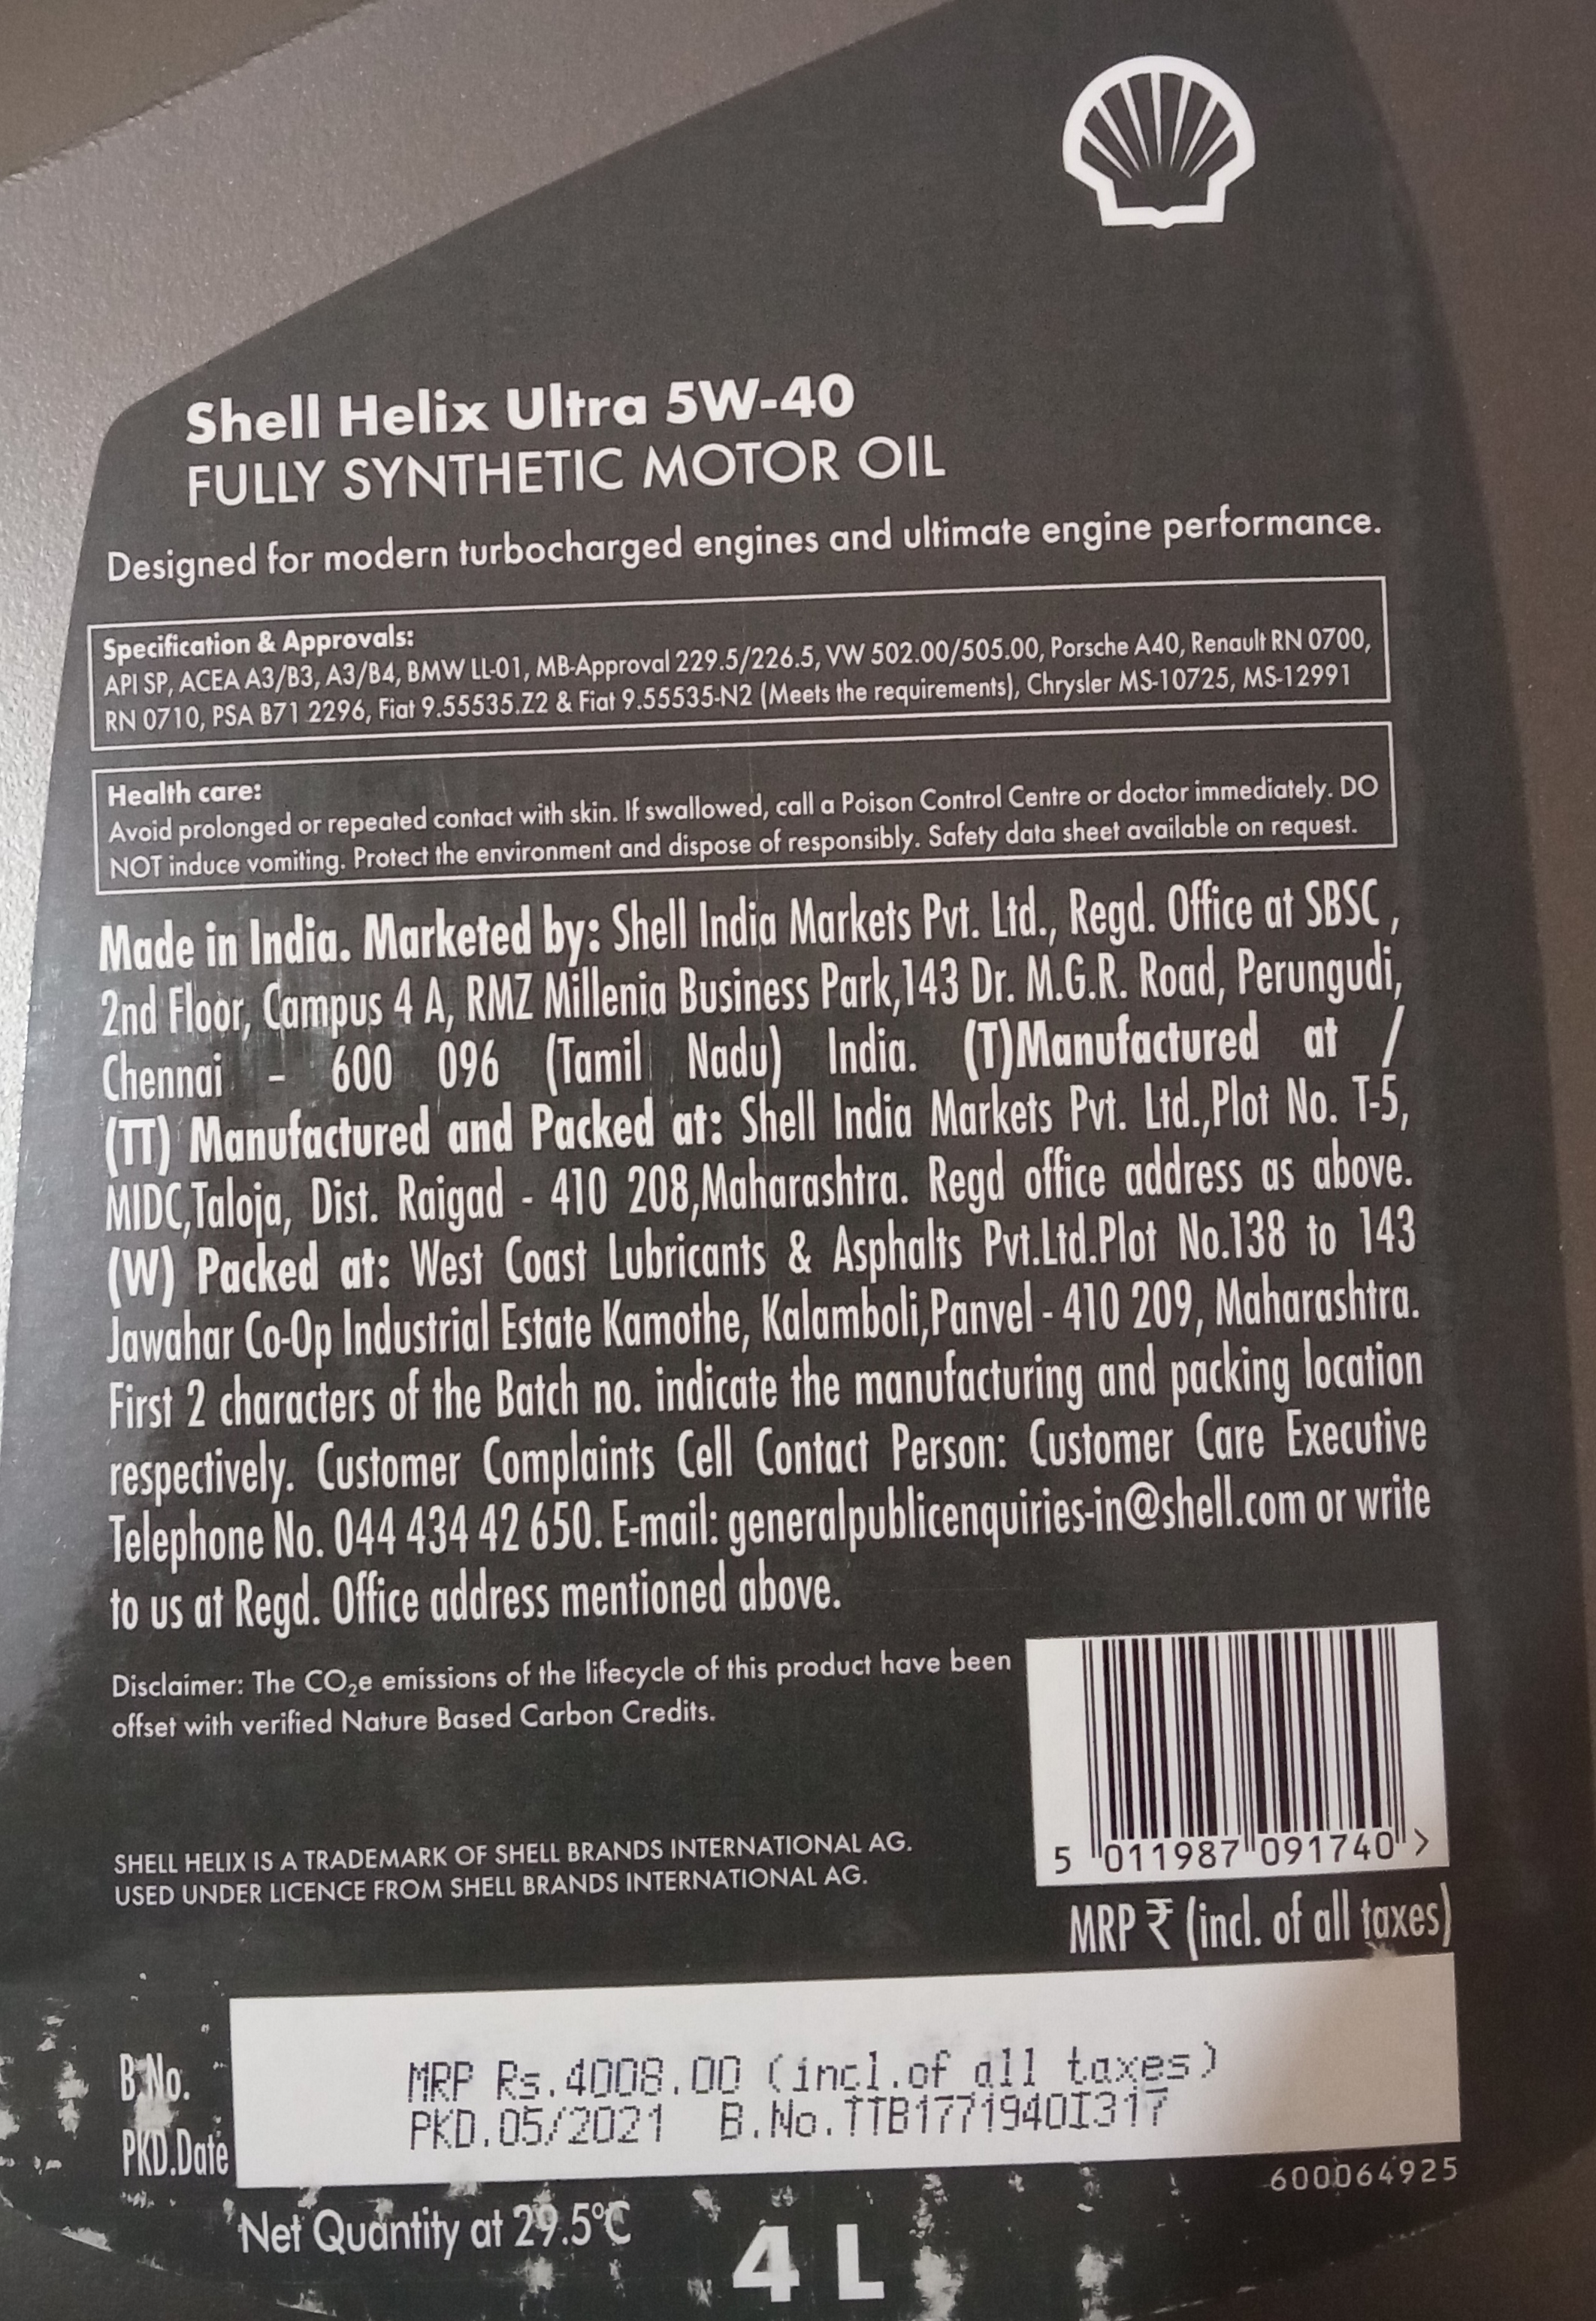 Shell Helix Ultra 5W-40
FULLY SYNTHETIC MOTOR OIL
Designed for modern turbocharged engines and ultimate engine performance.
Specification & Approvals:
API SP, ACEA A3/B3, A3/B4, BMW LL-01, MB-Approval 229.5/226.5, VW 502.00/505.00, Porsche A40, Renault RN 0700,
RN 0710, PSA B71 2296, Fiat 9.55535.Z2 & Fiat 9.55535-N2 (Meets the requirements), Chrysler MS-10725, MS-12991
Health care:
Avoid prolonged or repeated contact with skin. If swallowed, call a Poison Control Centre or doctor immediately. DO
NOT induce vomiting. Protect the environment and dispose of responsibly. Safety data sheet available on request.
Made in India. Marketed by: Shell India Markets Pvt. Ltd., Regd. Office at SBSC ,
2nd Floor, Campus 4 A, RMZ Millenia Business Park,143 Dr. M.G.R. Road, Perungudi,
Chennai - 600 096 (Tamil Nadu) India. (T)Manufactured at /
(TT) Manufactured and Packed at: Shell India Markets Pvt. Ltd.,Plot No. T-5,
MIDC,Taloja, Dist. Raigad - 410 208,Maharashtra. Regd office address as above.
(W) Packed at: West Coast Lubricants & Asphalts Pvt.Ltd.Plot No.138 to 143
Jawahar Co-Op Industrial Estate Kamothe, Kalamboli,Panvel - 410 209, Maharashtra.
First 2 characters of the Batch no. indicate the manufacturing and packing location
respectively. Customer Complaints Cell Contact Person: Customer Care Executive
Telephone No. 044 434 42 650. E-mail: generalpublicenquiries-in@shell.com or write
to us at Regd. Office address mentioned above.
Disclaimer: The CO₂e emissions of the lifecycle of this product have been
offset with verified Nature Based Carbon Credits.
SHELL HELIX IS A TRADEMARK OF SHELL BRANDS INTERNATIONAL AG.
USED UNDER LICENCE FROM SHELL BRANDS INTERNATIONAL AG.
5 011987 091740 >
MRP ₹ (incl. of all taxes)
B.No.
PKD.Date
MRP Rs.4008.00 (incl.of all taxes)
PKD.05/2021 B.No.TTB1771940I317
600064925
Net Quantity at 29.5°C 4 L